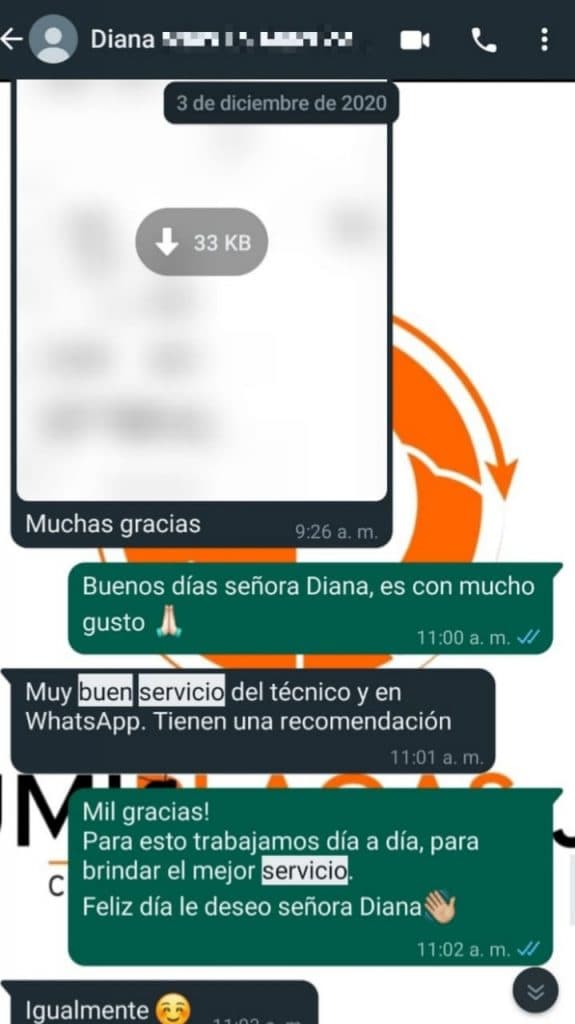 Diana
3 de diciembre de 2020
33 KB
Muchas gracias
9:26 a. m.
Buenos días señora Diana, es con mucho
gusto 🙏🏻
11:00 a. m.
Muy buen servicio del técnico y en
WhatsApp. Tienen una recomendación
11:01 a. m.
Mil gracias!
Para esto trabajamos día a día, para
brindar el mejor servicio.
Feliz día le deseo señora Diana👋🏼
11:02 a. m.
Igualmente ☺️